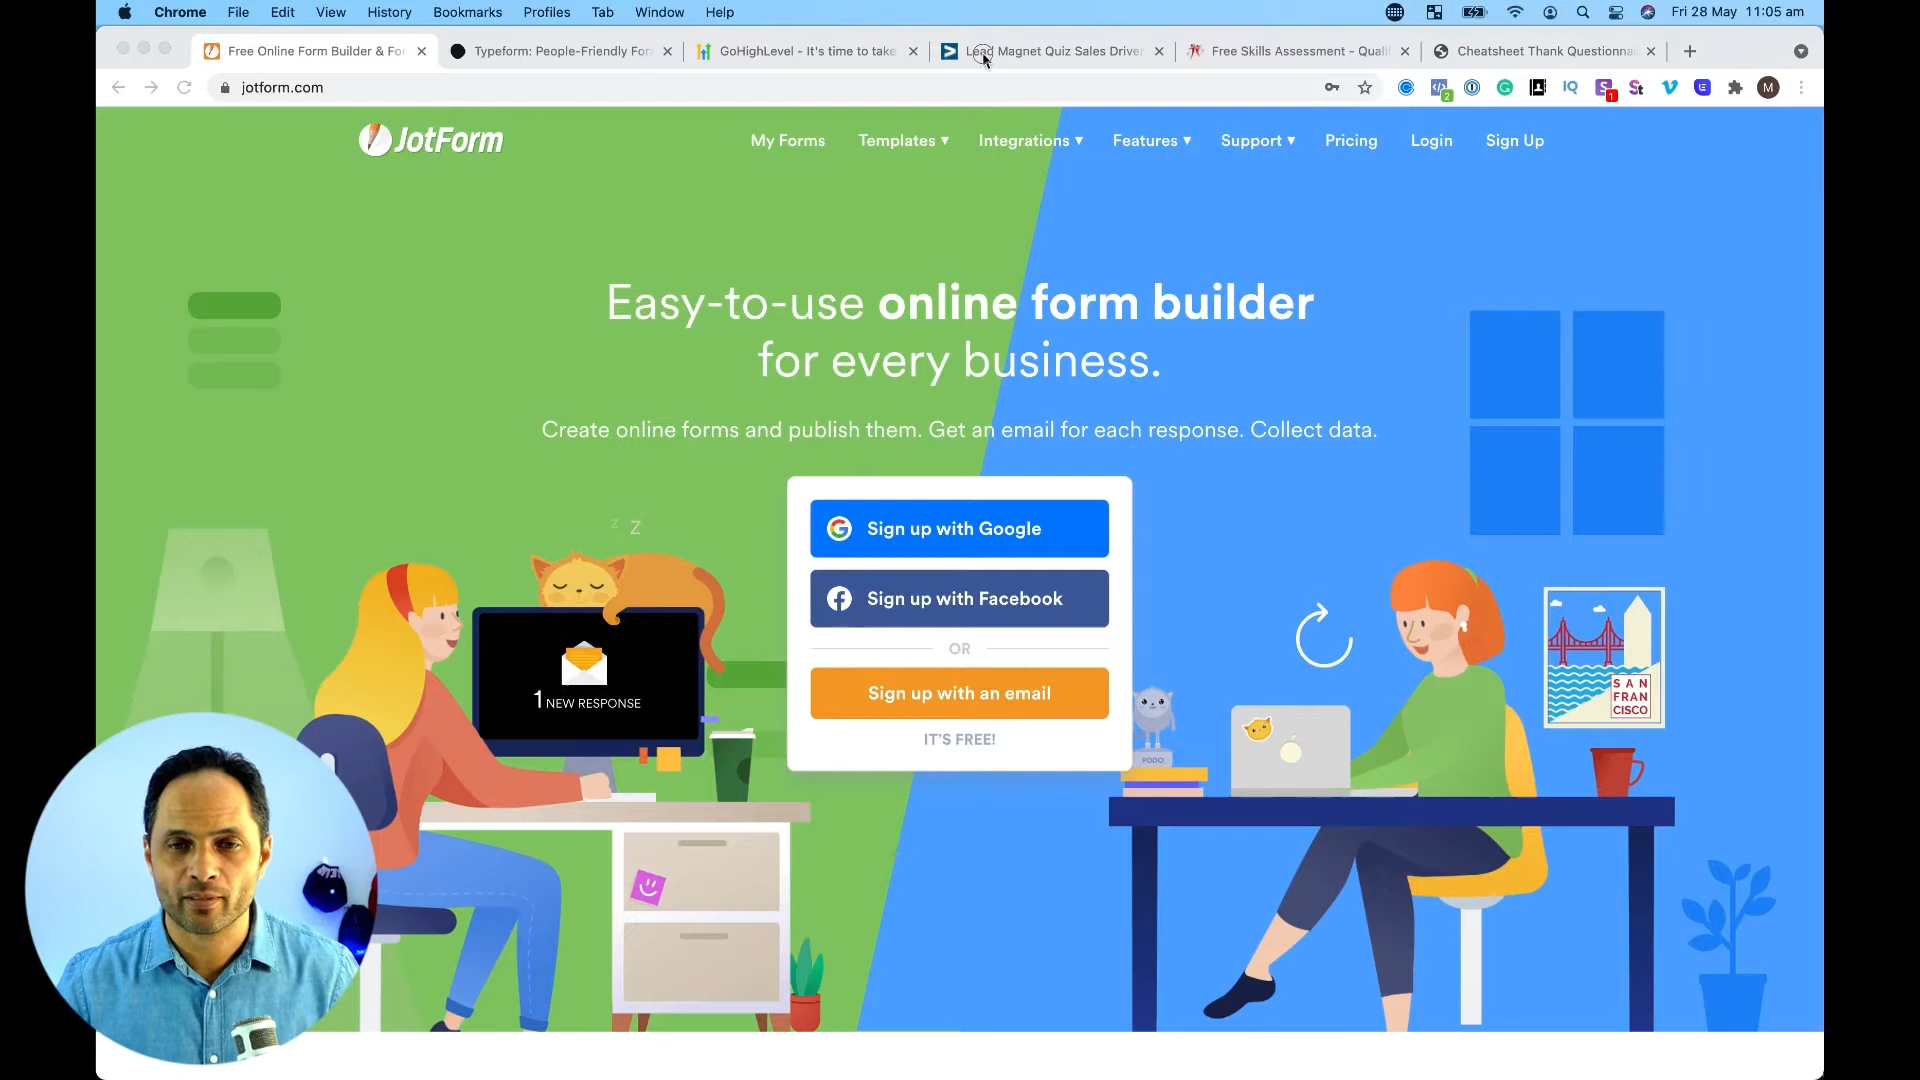 Chrome File Edit View History Bookmarks Profiles Tab Window Help Fri 28 May 11:05 am
Free Online Form Builder & For
Typeform: People-Friendly For
GoHighLevel - It's time to take
Lead Magnet Quiz Sales Driver
Free Skills Assessment - Quali
Cheatsheet Thank Questionna
jotform.com
2
1
IQ
M
JotForm
My Forms Templates ▾ Integrations ▾ Features ▾ Support ▾ Pricing Login Sign Up
Easy-to-use online form builder
for every business.
Create online forms and publish them. Get an email for each response. Collect data.
z Z
Sign up with Google
Sign up with Facebook
OR
Sign up with an email
IT'S FREE!
1 NEW RESPONSE
PODO
SAN
FRAN
CISCO